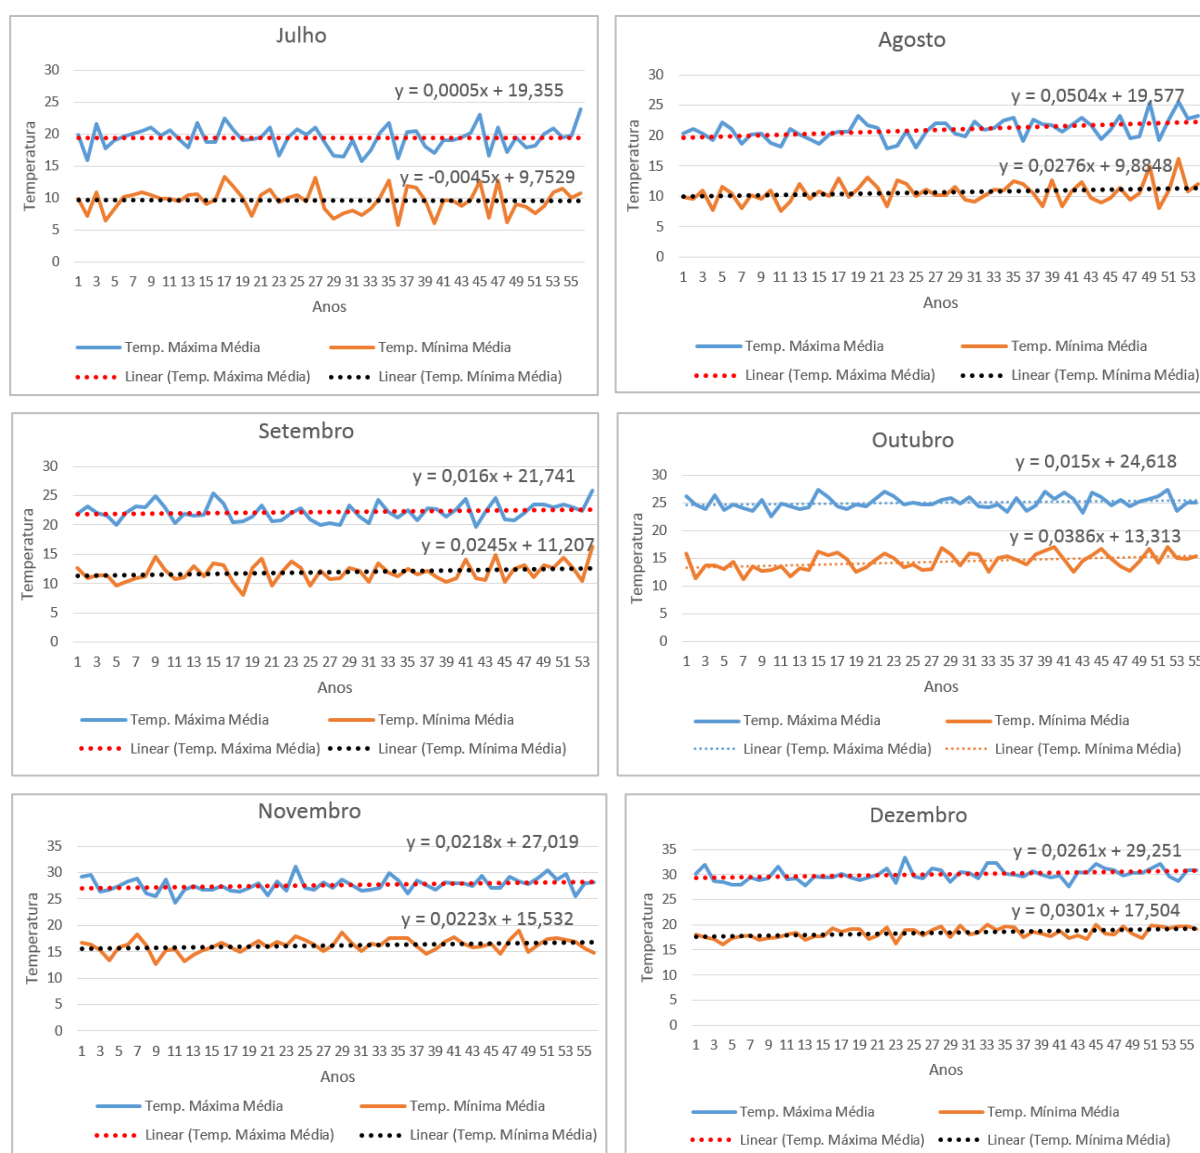 Julho
30
25
20
15
10
5
0
Temperatura
y = 0,0005x + 19,355
y = -0,0045x + 9,7529
1 3 5 7 9 11 13 15 17 19 21 23 25 27 29 31 33 35 37 39 41 43 45 47 49 51 53 55
Anos
Temp. Máxima Média Temp. Mínima Média
Linear (Temp. Máxima Média) Linear (Temp. Mínima Média)
Agosto
30
25
20
15
10
5
0
Temperatura
y = 0,0504x + 19,577
y = 0,0276x + 9,8848
1 3 5 7 9 11 13 15 17 19 21 23 25 27 29 31 33 35 37 39 41 43 45 47 49 51 53
Anos
Temp. Máxima Média Temp. Mínima Média
Linear (Temp. Máxima Média) Linear (Temp. Mínima Média)
Setembro
30
25
20
15
10
5
0
Temperatura
y = 0,016x + 21,741
y = 0,0245x + 11,207
1 3 5 7 9 11 13 15 17 19 21 23 25 27 29 31 33 35 37 39 41 43 45 47 49 51 53
Anos
Temp. Máxima Média Temp. Mínima Média
Linear (Temp. Máxima Média) Linear (Temp. Mínima Média)
Outubro
30
25
20
15
10
5
0
Temperatura
y = 0,015x + 24,618
y = 0,0386x + 13,313
1 3 5 7 9 11 13 15 17 19 21 23 25 27 29 31 33 35 37 39 41 43 45 47 49 51 53 55
Anos
Temp. Máxima Média Temp. Mínima Média
Linear (Temp. Máxima Média) Linear (Temp. Mínima Média)
Novembro
35
30
25
20
15
10
5
0
Temperatura
y = 0,0218x + 27,019
y = 0,0223x + 15,532
1 3 5 7 9 11 13 15 17 19 21 23 25 27 29 31 33 35 37 39 41 43 45 47 49 51 53 55
Anos
Temp. Máxima Média Temp. Mínima Média
Linear (Temp. Máxima Média) Linear (Temp. Mínima Média)
Dezembro
35
30
25
20
15
10
5
0
Temperatura
y = 0,0261x + 29,251
y = 0,0301x + 17,504
1 3 5 7 9 11 13 15 17 19 21 23 25 27 29 31 33 35 37 39 41 43 45 47 49 51 53 55
Anos
Temp. Máxima Média Temp. Mínima Média
Linear (Temp. Máxima Média) Linear (Temp. Mínima Média)